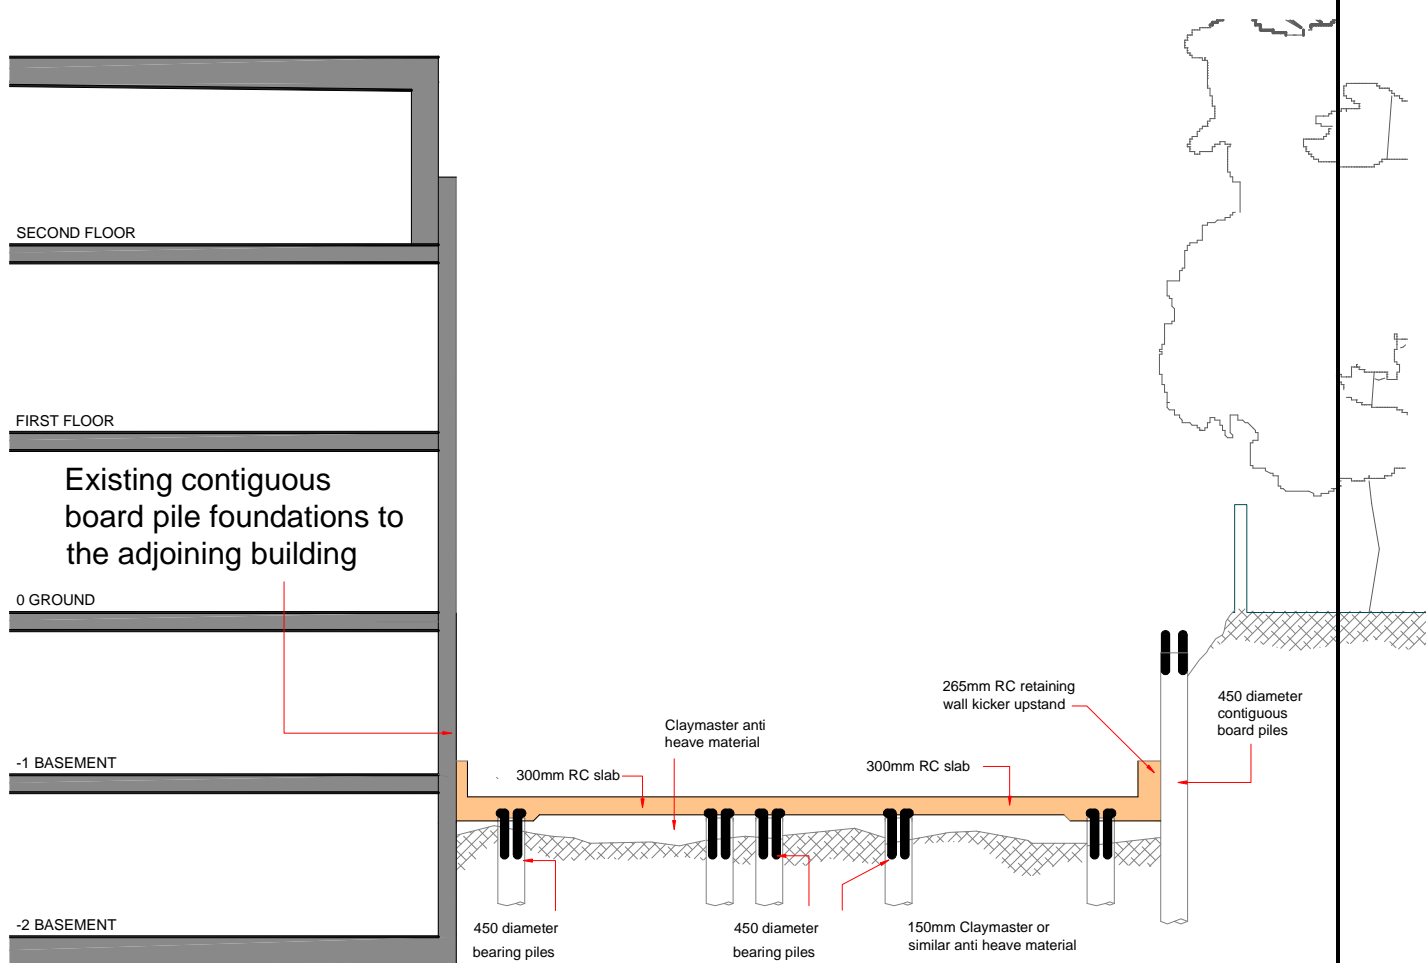 SECOND FLOOR
FIRST FLOOR
Existing contiguous
board pile foundations to
the adjoining building
0 GROUND
-1 BASEMENT
-2 BASEMENT
300mm RC slab
Claymaster anti
heave material
300mm RC slab
265mm RC retaining
wall kicker upstand
450 diameter
contiguous
board piles
450 diameter
bearing piles
450 diameter
bearing piles
150mm Claymaster or
similar anti heave material